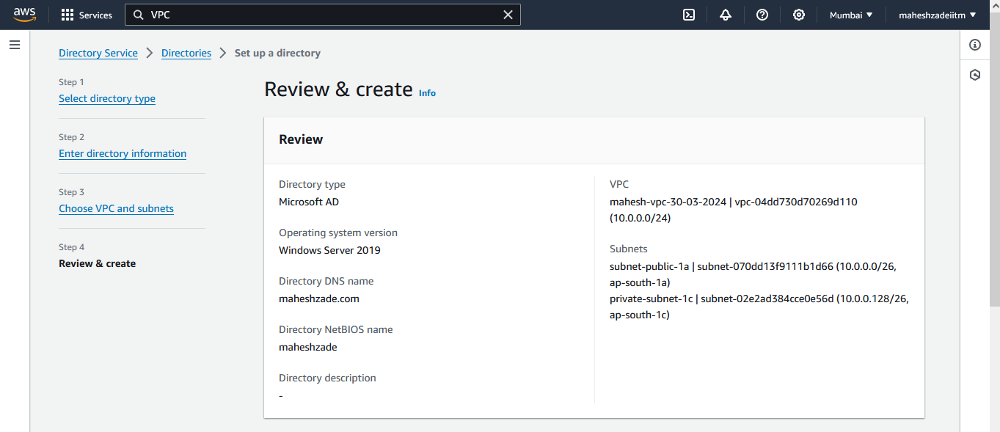 aws
Services
VPC
Mumbai ▼
maheshzadeiitm ▼
Directory Service > Directories > Set up a directory
Step 1
Select directory type
Step 2
Enter directory information
Step 3
Choose VPC and subnets
Step 4
Review & create
Review & create Info
Review
Directory type
Microsoft AD
Operating system version
Windows Server 2019
Directory DNS name
maheshzade.com
Directory NetBIOS name
maheshzade
Directory description
-
VPC
mahesh-vpc-30-03-2024 | vpc-04dd730d70269d110
(10.0.0.0/24)
Subnets
subnet-public-1a | subnet-070dd13f9111b1d66 (10.0.0.0/26,
ap-south-1a)
private-subnet-1c | subnet-02e2ad384cce0e56d (10.0.0.128/26,
ap-south-1c)